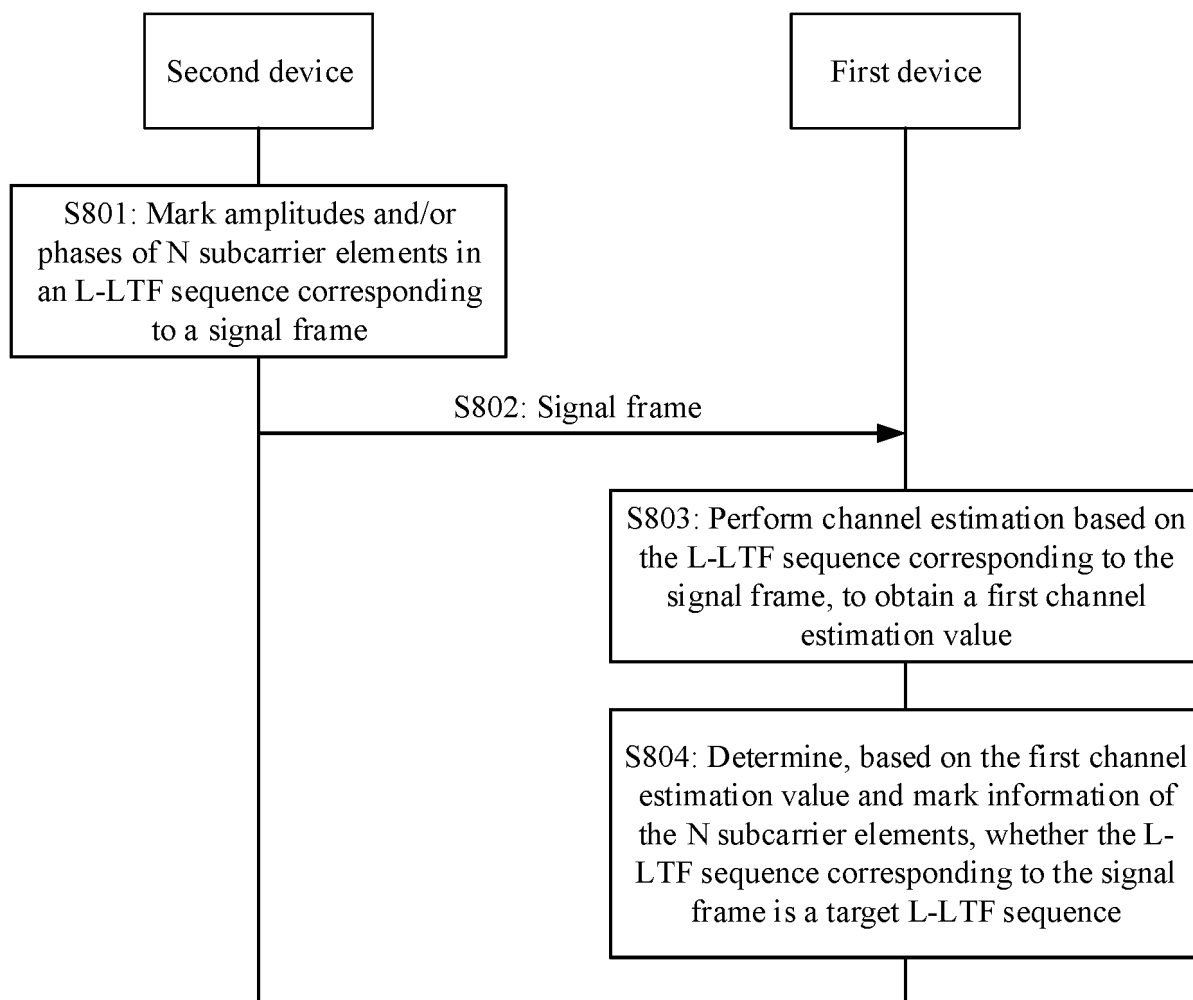 Second device
First device
S801: Mark amplitudes and/or
phases of N subcarrier elements in
an L-LTF sequence corresponding
to a signal frame
S802: Signal frame
S803: Perform channel estimation based on
the L-LTF sequence corresponding to the
signal frame, to obtain a first channel
estimation value
S804: Determine, based on the first channel
estimation value and mark information of
the N subcarrier elements, whether the L-
LTF sequence corresponding to the signal
frame is a target L-LTF sequence